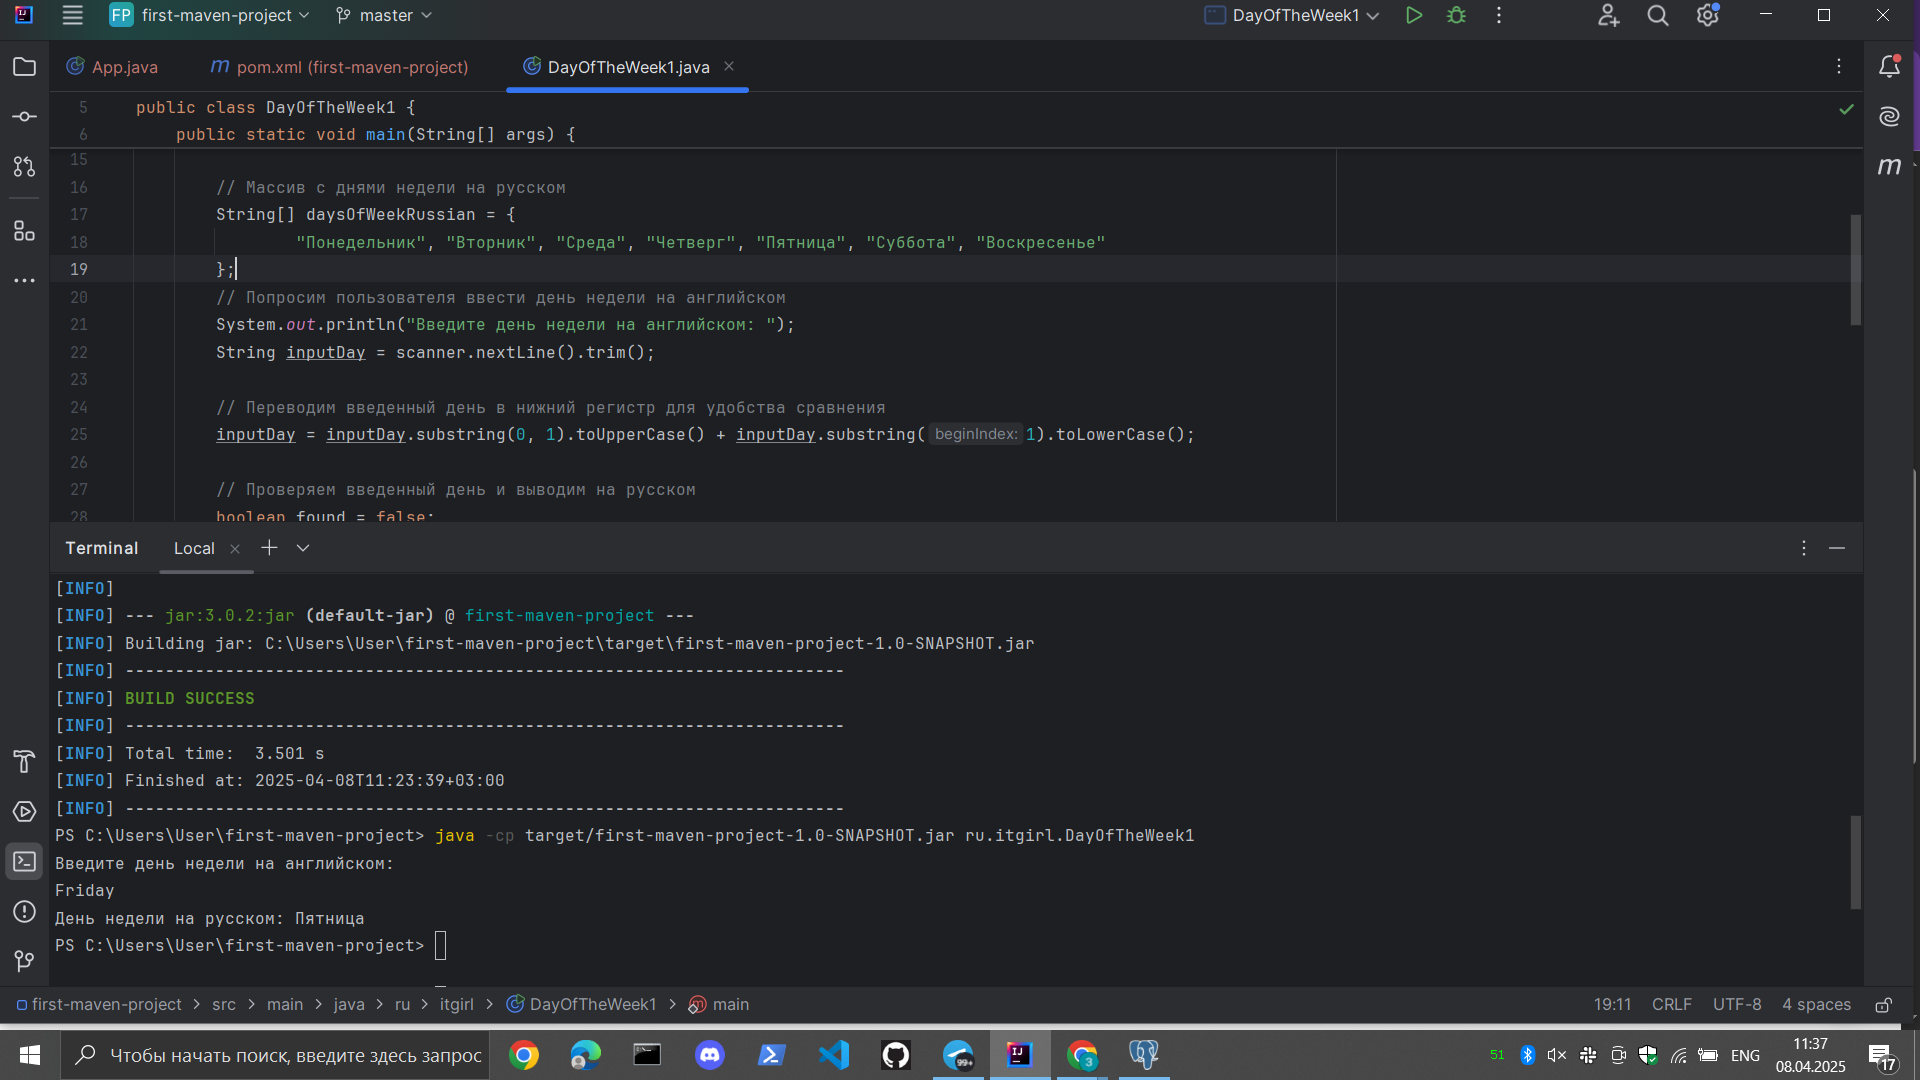 FP first-maven-project master DayOfTheWeek1
App.java pom.xml (first-maven-project) DayOfTheWeek1.java
5 public class DayOfTheWeek1 {
6 public static void main(String[] args) {
15
16 // Массив с днями недели на русском
17 String[] daysOfWeekRussian = {
18 "Понедельник", "Вторник", "Среда", "Четверг", "Пятница", "Суббота", "Воскресенье"
19 };
20 // Попросим пользователя ввести день недели на английском
21 System.out.println("Введите день недели на английском: ");
22 String inputDay = scanner.nextLine().trim();
23
24 // Переводим введенный день в нижний регистр для удобства сравнения
25 inputDay = inputDay.substring(0, 1).toUpperCase() + inputDay.substring( beginIndex: 1).toLowerCase();
26
27 // Проверяем введенный день и выводим на русском
28 boolean found = false;
Terminal Local
[INFO]
[INFO] --- jar:3.0.2:jar (default-jar) @ first-maven-project ---
[INFO] Building jar: C:\Users\User\first-maven-project\target\first-maven-project-1.0-SNAPSHOT.jar
[INFO] ------------------------------------------------------------------------
[INFO] BUILD SUCCESS
[INFO] ------------------------------------------------------------------------
[INFO] Total time:  3.501 s
[INFO] Finished at: 2025-04-08T11:23:39+03:00
[INFO] ------------------------------------------------------------------------
PS C:\Users\User\first-maven-project> java -cp target/first-maven-project-1.0-SNAPSHOT.jar ru.itgirl.DayOfTheWeek1
Введите день недели на английском:
Friday
День недели на русском: Пятница
PS C:\Users\User\first-maven-project>
first-maven-project > src > main > java > ru > itgirl > DayOfTheWeek1 > main 19:11 CRLF UTF-8 4 spaces
Чтобы начать поиск, введите здесь запрос 99+ 3 51 ENG 11:37
08.04.2025 17